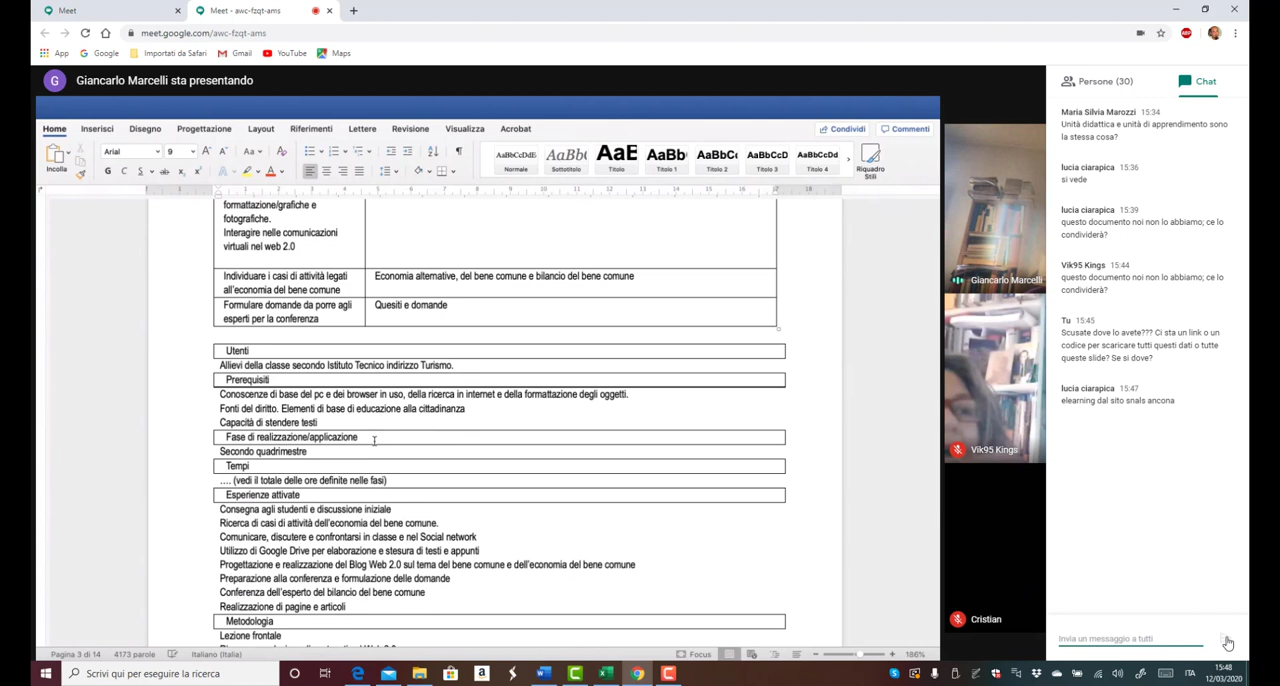 Meet
Meet - awc-fzqt-ams
meet.google.com/awc-fzqt-ams
App
Google
Importati da Safari
Gmail
YouTube
Maps
G
Giancarlo Marcelli sta presentando
Persone (30)
Chat
Home
Inserisci
Disegno
Progettazione
Layout
Riferimenti
Lettere
Revisione
Visualizza
Acrobat
Condividi
Commenti
Incolla
Arial
9
Aa
G C S ab x₂ x²
AaBbCcDdE
AaBbC
AaB
AaBb(
AaBbC(
AaBbCcD
AaBbCcDd
Normale
Sottotitolo
Titolo
Titolo 1
Titolo 2
Titolo 3
Titolo 4
Riquadro
Stili
formattazione/grafiche e
fotografiche.
Interagire nelle comunicazioni
virtuali nel web 2.0
Individuare i casi di attività legati
all'economia del bene comune
Economia alternative, del bene comune e bilancio del bene comune
Formulare domande da porre agli
esperti per la conferenza
Quesiti e domande
Utenti
Allievi della classe secondo Istituto Tecnico indirizzo Turismo.
Prerequisiti
Conoscenze di base del pc e dei browser in uso, della ricerca in internet e della formattazione degli oggetti.
Fonti del diritto. Elementi di base di educazione alla cittadinanza
Capacità di stendere testi
Fase di realizzazione/applicazione
Secondo quadrimestre
Tempi
…. (vedi il totale delle ore definite nelle fasi)
Esperienze attivate
Consegna agli studenti e discussione iniziale
Ricerca di casi di attività dell'economia del bene comune.
Comunicare, discutere e confrontarsi in classe e nel Social network
Utilizzo di Google Drive per elaborazione e stesura di testi e appunti
Progettazione e realizzazione del Blog Web 2.0 sul tema del bene comune e dell'economia del bene comune
Preparazione alla conferenza e formulazione delle domande
Conferenza dell'esperto del bilancio del bene comune
Realizzazione di pagine e articoli
Metodologia
Lezione frontale
Pagina 3 di 14
4173 parole
Italiano (Italia)
Focus
186%
Giancarlo Marcelli
Vik95 Kings
Cristian
Maria Silvia Marozzi 15:34
Unità didattica e unità di apprendimento sono
la stessa cosa?
lucia ciarapica 15:36
si vede
lucia ciarapica 15:39
questo documento noi non lo abbiamo; ce lo
condividerà?
Vik95 Kings 15:44
questo documento noi non lo abbiamo; ce lo
condividerà?
Tu 15:45
Scusate dove lo avete??? Ci sta un link o un
codice per scaricare tutti questi dati o tutte
queste slide? Se si dove?
lucia ciarapica 15:47
elearning dal sito snals ancona
Invia un messaggio a tutti
Scrivi qui per eseguire la ricerca
ITA
15:48
12/03/2020